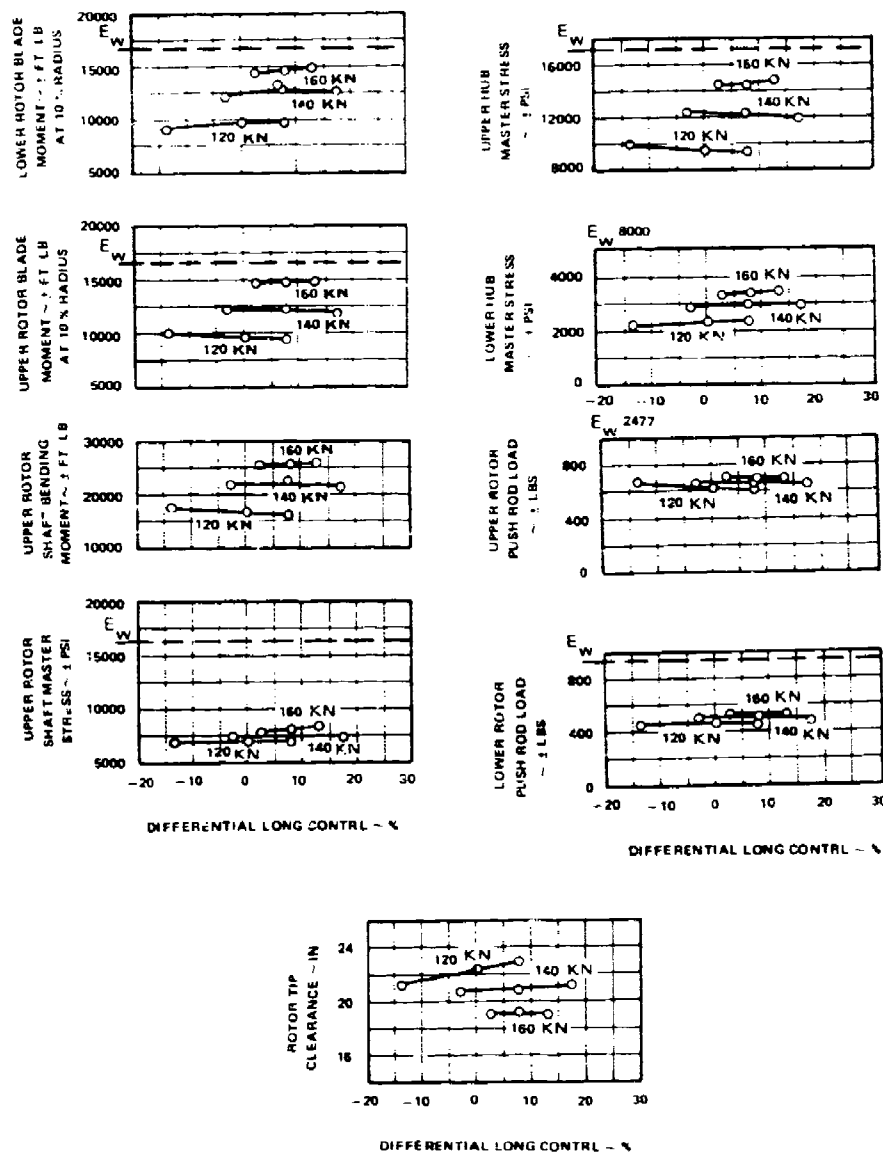 LOWER ROTOR BLADE
MOMENT ~ ± FT LB
AT 10% RADIUS
20000
15000
10000
5000
E W
160 KN
140 KN
120 KN
UPPER HUB
MASTER STRESS
~ ± PSI
16000
12000
8000
E W
160 KN
140 KN
120 KN
UPPER ROTOR BLADE
MOMENT ~ ± FT LB
AT 10% RADIUS
20000
15000
10000
5000
E W
160 KN
140 KN
120 KN
LOWER HUB
MASTER STRESS
~ ± PSI
E W 8000
4000
2000
0
160 KN
140 KN
120 KN
-20 -10 0 10 20 30
UPPER ROTOR
SHAFT BENDING
MOMENT ~ ± FT LB
30000
20000
10000
160 KN
140 KN
120 KN
UPPER ROTOR
PUSH ROD LOAD
~ ± LBS
E W 2477
800
400
0
160 KN
140 KN
120 KN
UPPER ROTOR
SHAFT MASTER
STRESS ~ ± PSI
20000
15000
10000
5000
E W
160 KN
140 KN
120 KN
-20 -10 0 10 20 30
DIFFERENTIAL LONG CONTRL ~ %
LOWER ROTOR
PUSH ROD LOAD
~ ± LBS
E W
800
400
0
160 KN
140 KN
120 KN
-20 -10 0 10 20 30
DIFFERENTIAL LONG CONTRL ~ %
ROTOR TIP
CLEARANCE ~ IN
24
20
16
120 KN
140 KN
160 KN
-20 -10 0 10 20 30
DIFFERENTIAL LONG CONTRL ~ %